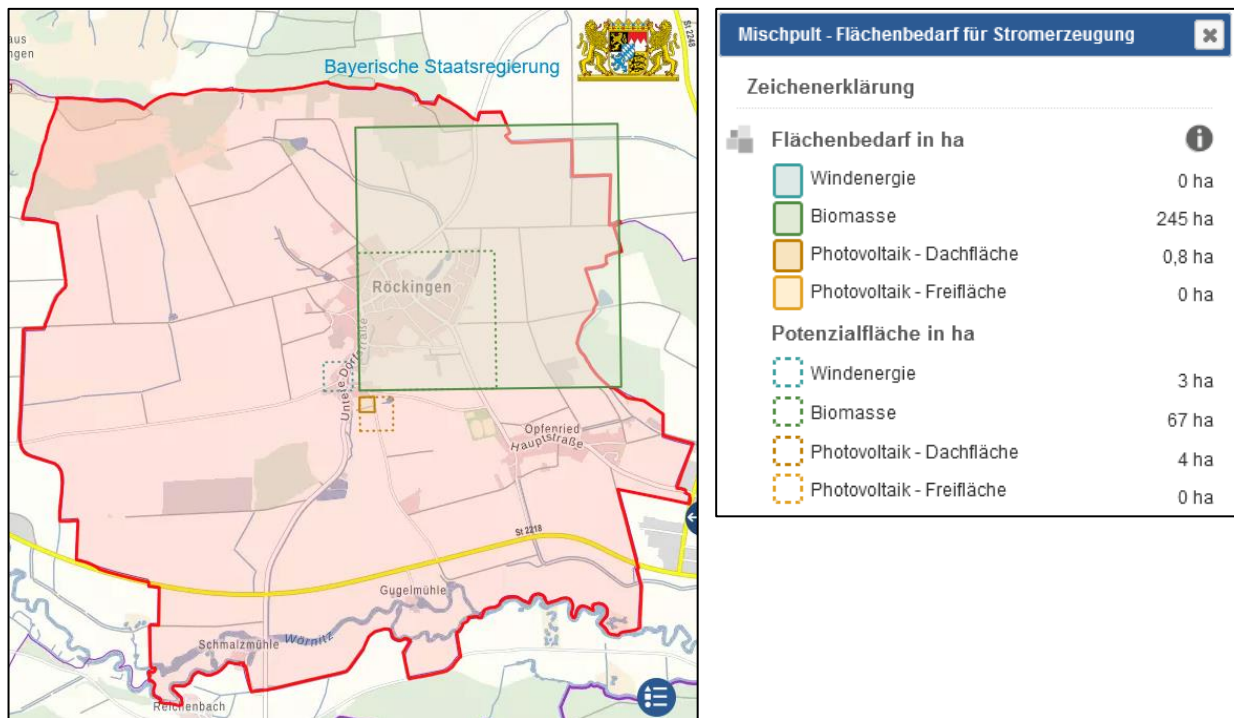 aus
ngen
St 2248
Bayerische Staatsregierung
Röckingen
Untere Dorfstraße
Opfenried
Hauptstraße
St 2218
Gugelmühle
Wörnitz
Schmalzmühle
Reichenbach
Mischpult - Flächenbedarf für Stromerzeugung
Zeichenerklärung
Flächenbedarf in ha
Windenergie 0 ha
Biomasse 245 ha
Photovoltaik - Dachfläche 0,8 ha
Photovoltaik - Freifläche 0 ha
Potenzialfläche in ha
Windenergie 3 ha
Biomasse 67 ha
Photovoltaik - Dachfläche 4 ha
Photovoltaik - Freifläche 0 ha